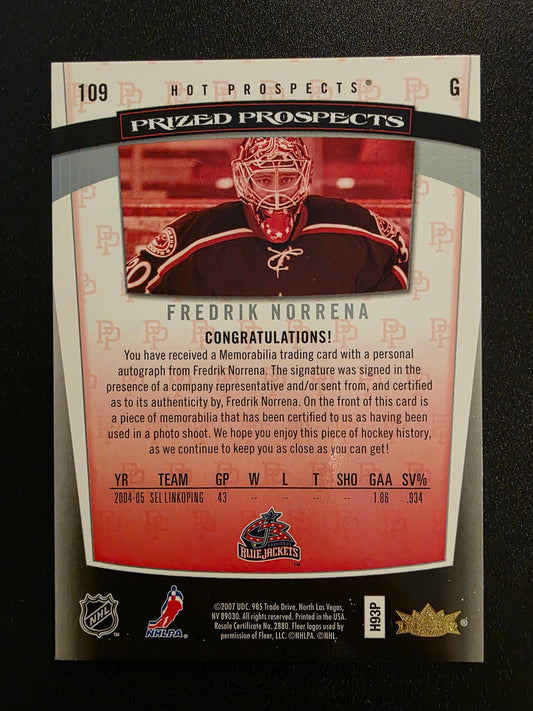 109 HOT PROSPECTS® G
PRIZED PROSPECTS
30
FREDRIK NORRENA
CONGRATULATIONS!
You have received a Memorabilia trading card with a personal
autograph from Fredrik Norrena. The signature was signed in the
presence of a company representative and/or sent from, and certified
as to its authenticity by, Fredrik Norrena. On the front of this card is
a piece of memorabilia that has been certified to us as having been
used in a photo shoot. We hope you enjoy this piece of hockey history,
as we continue to keep you as close as you can get!
YR TEAM GP W L T SHO GAA SV%
2004-05 SEL LINKOPING 43 -- -- -- -- 1.86 .934
COLUMBUS
BLUE JACKETS ™
NHL ™
NHLPA.
©2007 UDC. 985 Trade Drive, North Las Vegas,
NV 89030. All rights reserved. Printed in the USA.
Resale Certificate No. 2880. Fleer logos used by
permission of Fleer, LLC. ©NHLPA. ©NHL.
H93P
®